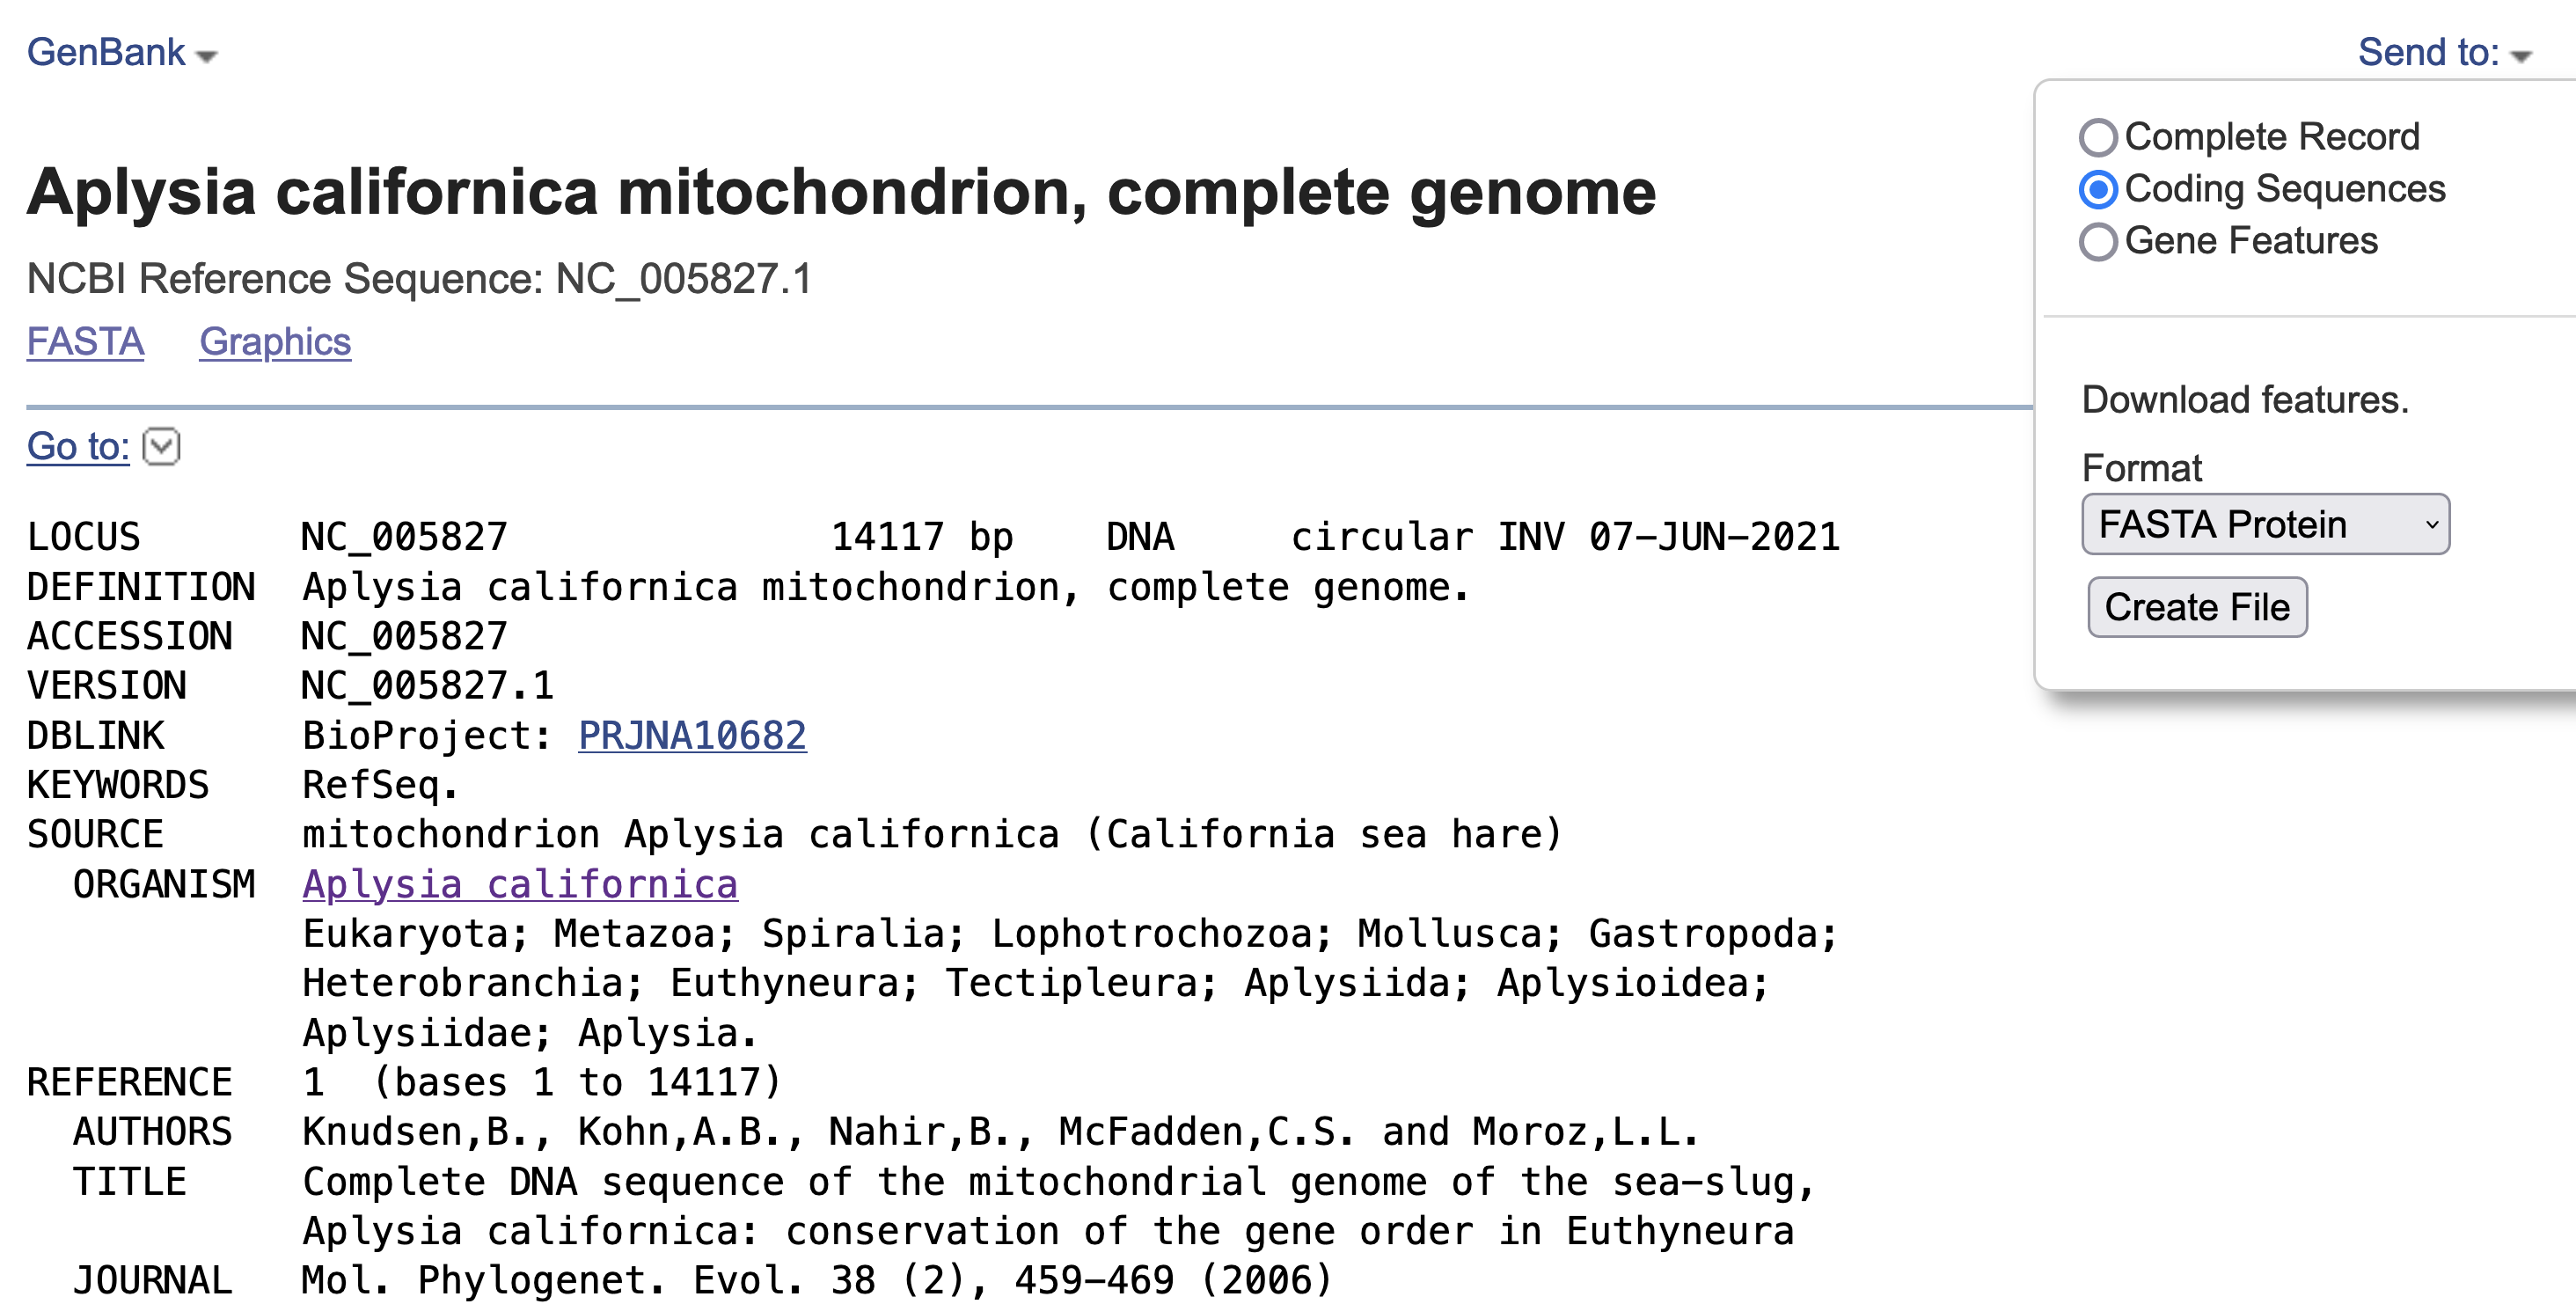 GenBank
Send to:
Complete Record
Coding Sequences
Gene Features
Download features.
Format
FASTA Protein
Create File
Aplysia californica mitochondrion, complete genome
NCBI Reference Sequence: NC_005827.1
FASTA Graphics
Go to:
LOCUS NC_005827 14117 bp DNA circular INV 07-JUN-2021
DEFINITION Aplysia californica mitochondrion, complete genome.
ACCESSION NC_005827
VERSION NC_005827.1
DBLINK BioProject: PRJNA10682
KEYWORDS RefSeq.
SOURCE mitochondrion Aplysia californica (California sea hare)
ORGANISM Aplysia californica
Eukaryota; Metazoa; Spiralia; Lophotrochozoa; Mollusca; Gastropoda;
Heterobranchia; Euthyneura; Tectipleura; Aplysiida; Aplysioidea;
Aplysiidae; Aplysia.
REFERENCE 1 (bases 1 to 14117)
AUTHORS Knudsen,B., Kohn,A.B., Nahir,B., McFadden,C.S. and Moroz,L.L.
TITLE Complete DNA sequence of the mitochondrial genome of the sea-slug,
Aplysia californica: conservation of the gene order in Euthyneura
JOURNAL Mol. Phylogenet. Evol. 38 (2), 459-469 (2006)